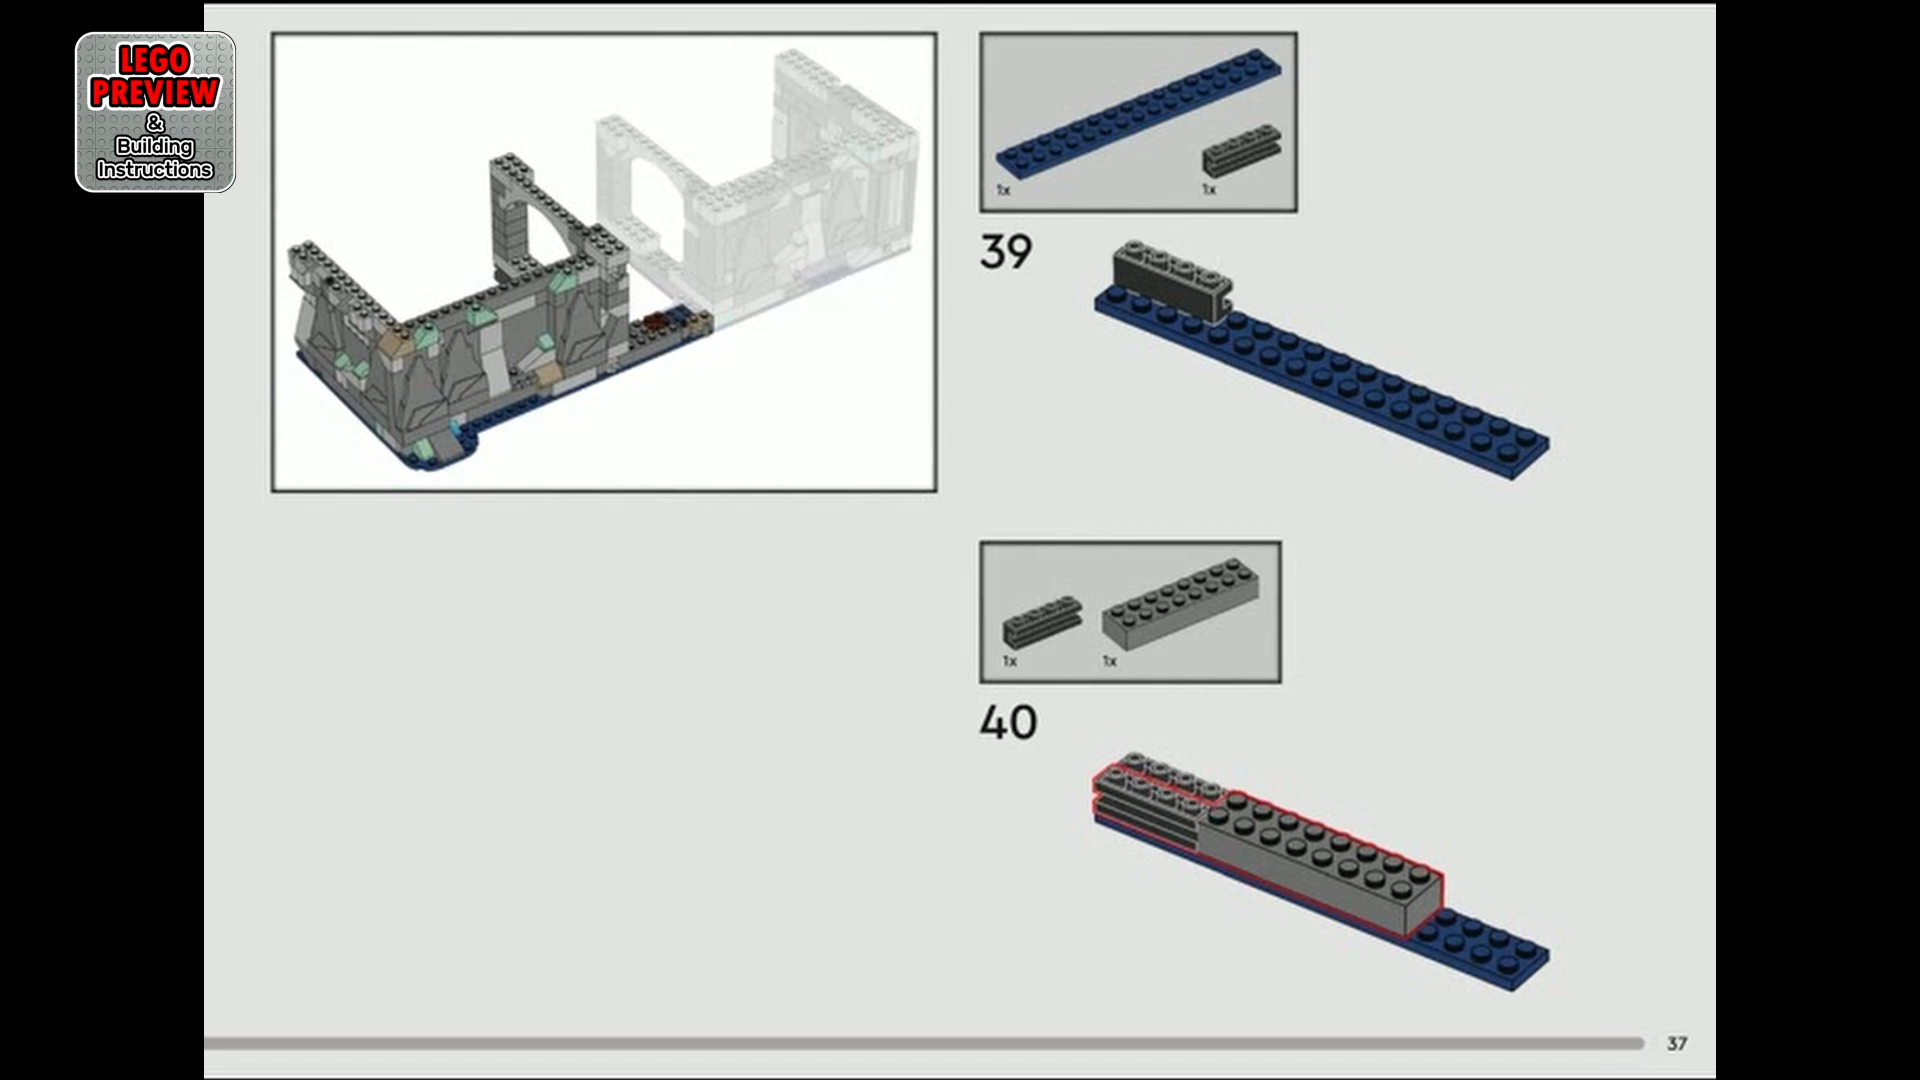 LEGO
PREVIEW
&
Building
Instructions
1x
1x
39
1x
1x
40
37